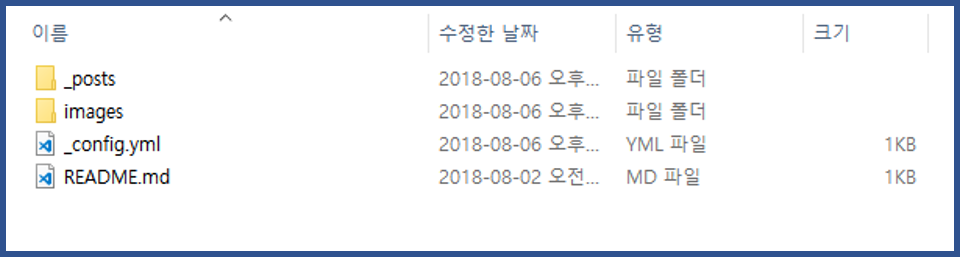 이름 수정한 날짜 유형 크기
_posts 2018-08-06 오후... 파일 폴더
images 2018-08-06 오후... 파일 폴더
_config.yml 2018-08-06 오후... YML 파일 1KB
README.md 2018-08-02 오전... MD 파일 1KB